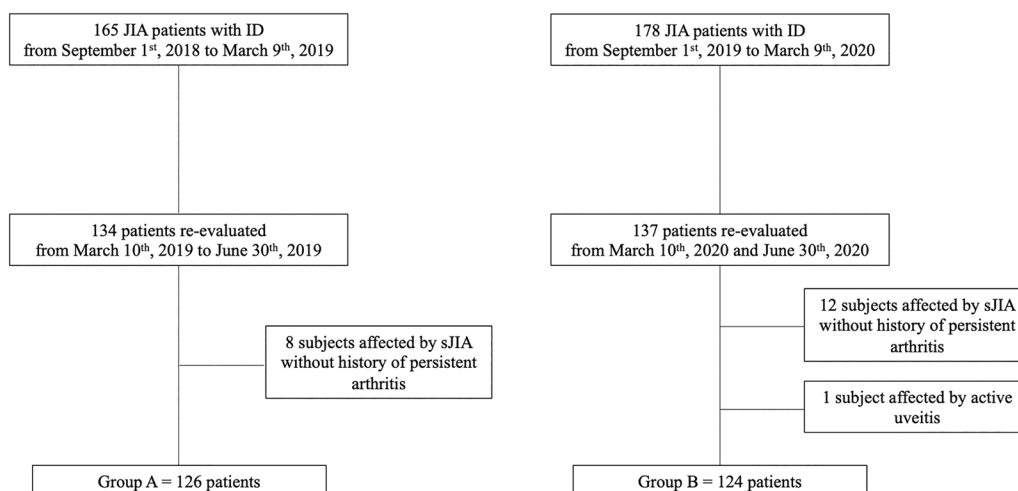 165 JIA patients with ID
from September 1st, 2018 to March 9th, 2019
134 patients re-evaluated
from March 10th, 2019 to June 30th, 2019
8 subjects affected by sJIA
without history of persistent
arthritis
Group A = 126 patients
178 JIA patients with ID
from September 1st, 2019 to March 9th, 2020
137 patients re-evaluated
from March 10th, 2020 and June 30th, 2020
12 subjects affected by sJIA
without history of persistent
arthritis
1 subject affected by active
uveitis
Group B = 124 patients